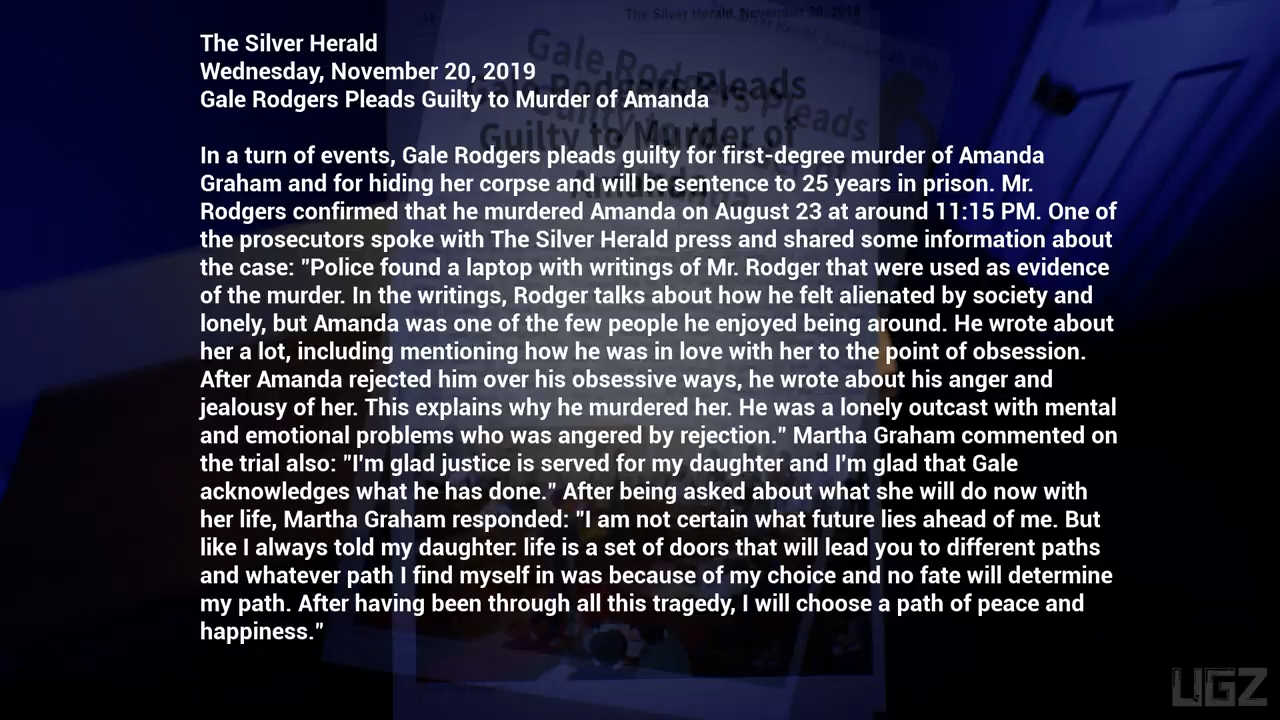 The Silver Herald, November 20, 2019
Gale Rodgers Pleads
Guilty to Murder of
Amanda
The Silver Herald
Wednesday, November 20, 2019
Gale Rodgers Pleads Guilty to Murder of Amanda
In a turn of events, Gale Rodgers pleads guilty for first-degree murder of Amanda
Graham and for hiding her corpse and will be sentence to 25 years in prison. Mr.
Rodgers confirmed that he murdered Amanda on August 23 at around 11:15 PM. One of
the prosecutors spoke with The Silver Herald press and shared some information about
the case: "Police found a laptop with writings of Mr. Rodger that were used as evidence
of the murder. In the writings, Rodger talks about how he felt alienated by society and
lonely, but Amanda was one of the few people he enjoyed being around. He wrote about
her a lot, including mentioning how he was in love with her to the point of obsession.
After Amanda rejected him over his obsessive ways, he wrote about his anger and
jealousy of her. This explains why he murdered her. He was a lonely outcast with mental
and emotional problems who was angered by rejection." Martha Graham commented on
the trial also: "I'm glad justice is served for my daughter and I'm glad that Gale
acknowledges what he has done." After being asked about what she will do now with
her life, Martha Graham responded: "I am not certain what future lies ahead of me. But
like I always told my daughter: life is a set of doors that will lead you to different paths
and whatever path I find myself in was because of my choice and no fate will determine
my path. After having been through all this tragedy, I will choose a path of peace and
happiness."
UGZ